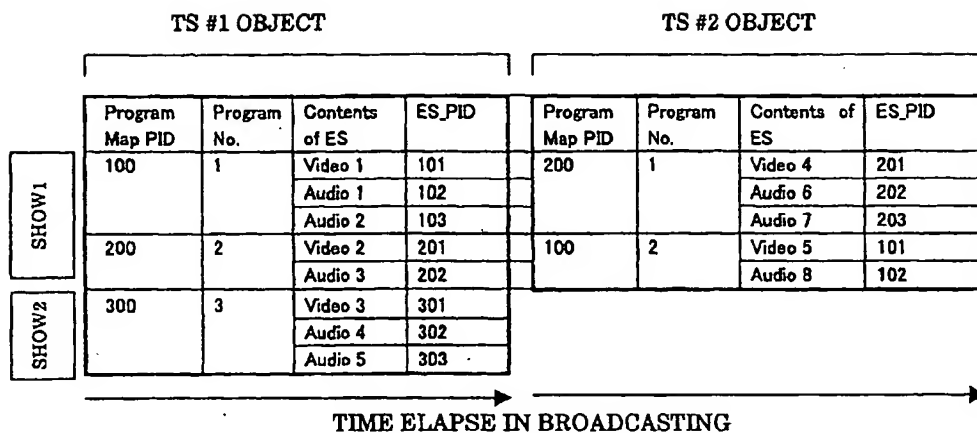 TS #1 OBJECT TS #2 OBJECT
Program Map PID Program No. Contents of ES ES_PID Program Map PID Program No. Contents of ES ES_PID
SHOW1
100 1 Video 1 101 200 1 Video 4 201
Audio 1 102 Audio 6 202
Audio 2 103 Audio 7 203
200 2 Video 2 201 100 2 Video 5 101
Audio 3 202 Audio 8 102
SHOW2
300 3 Video 3 301
Audio 4 302
Audio 5 303
TIME ELAPSE IN BROADCASTING